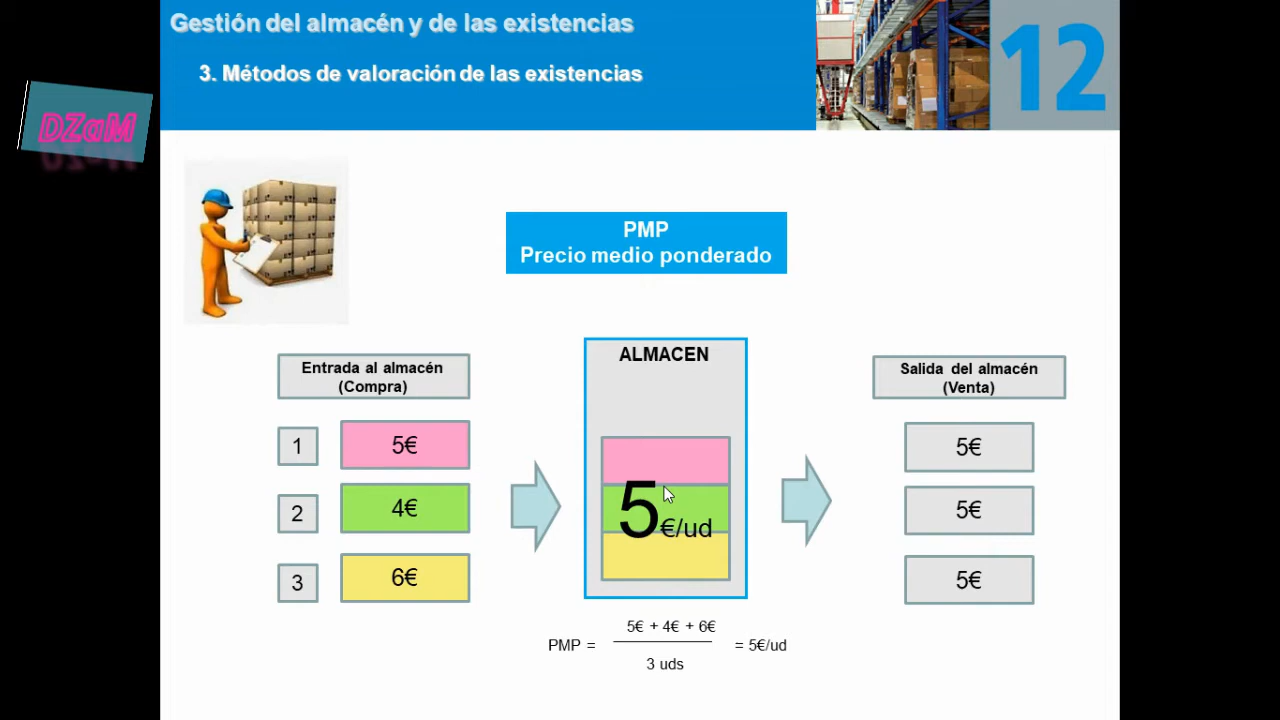 Gestión del almacén y de las existencias
3. Métodos de valoración de las existencias
12
DZaM
PMP
Precio medio ponderado
Entrada al almacén
(Compra)
ALMACEN
Salida del almacén
(Venta)
1
5€
5€
2
4€
5€/ud
5€
3
6€
5€
5€ + 4€ + 6€
PMP =
= 5€/ud
3 uds